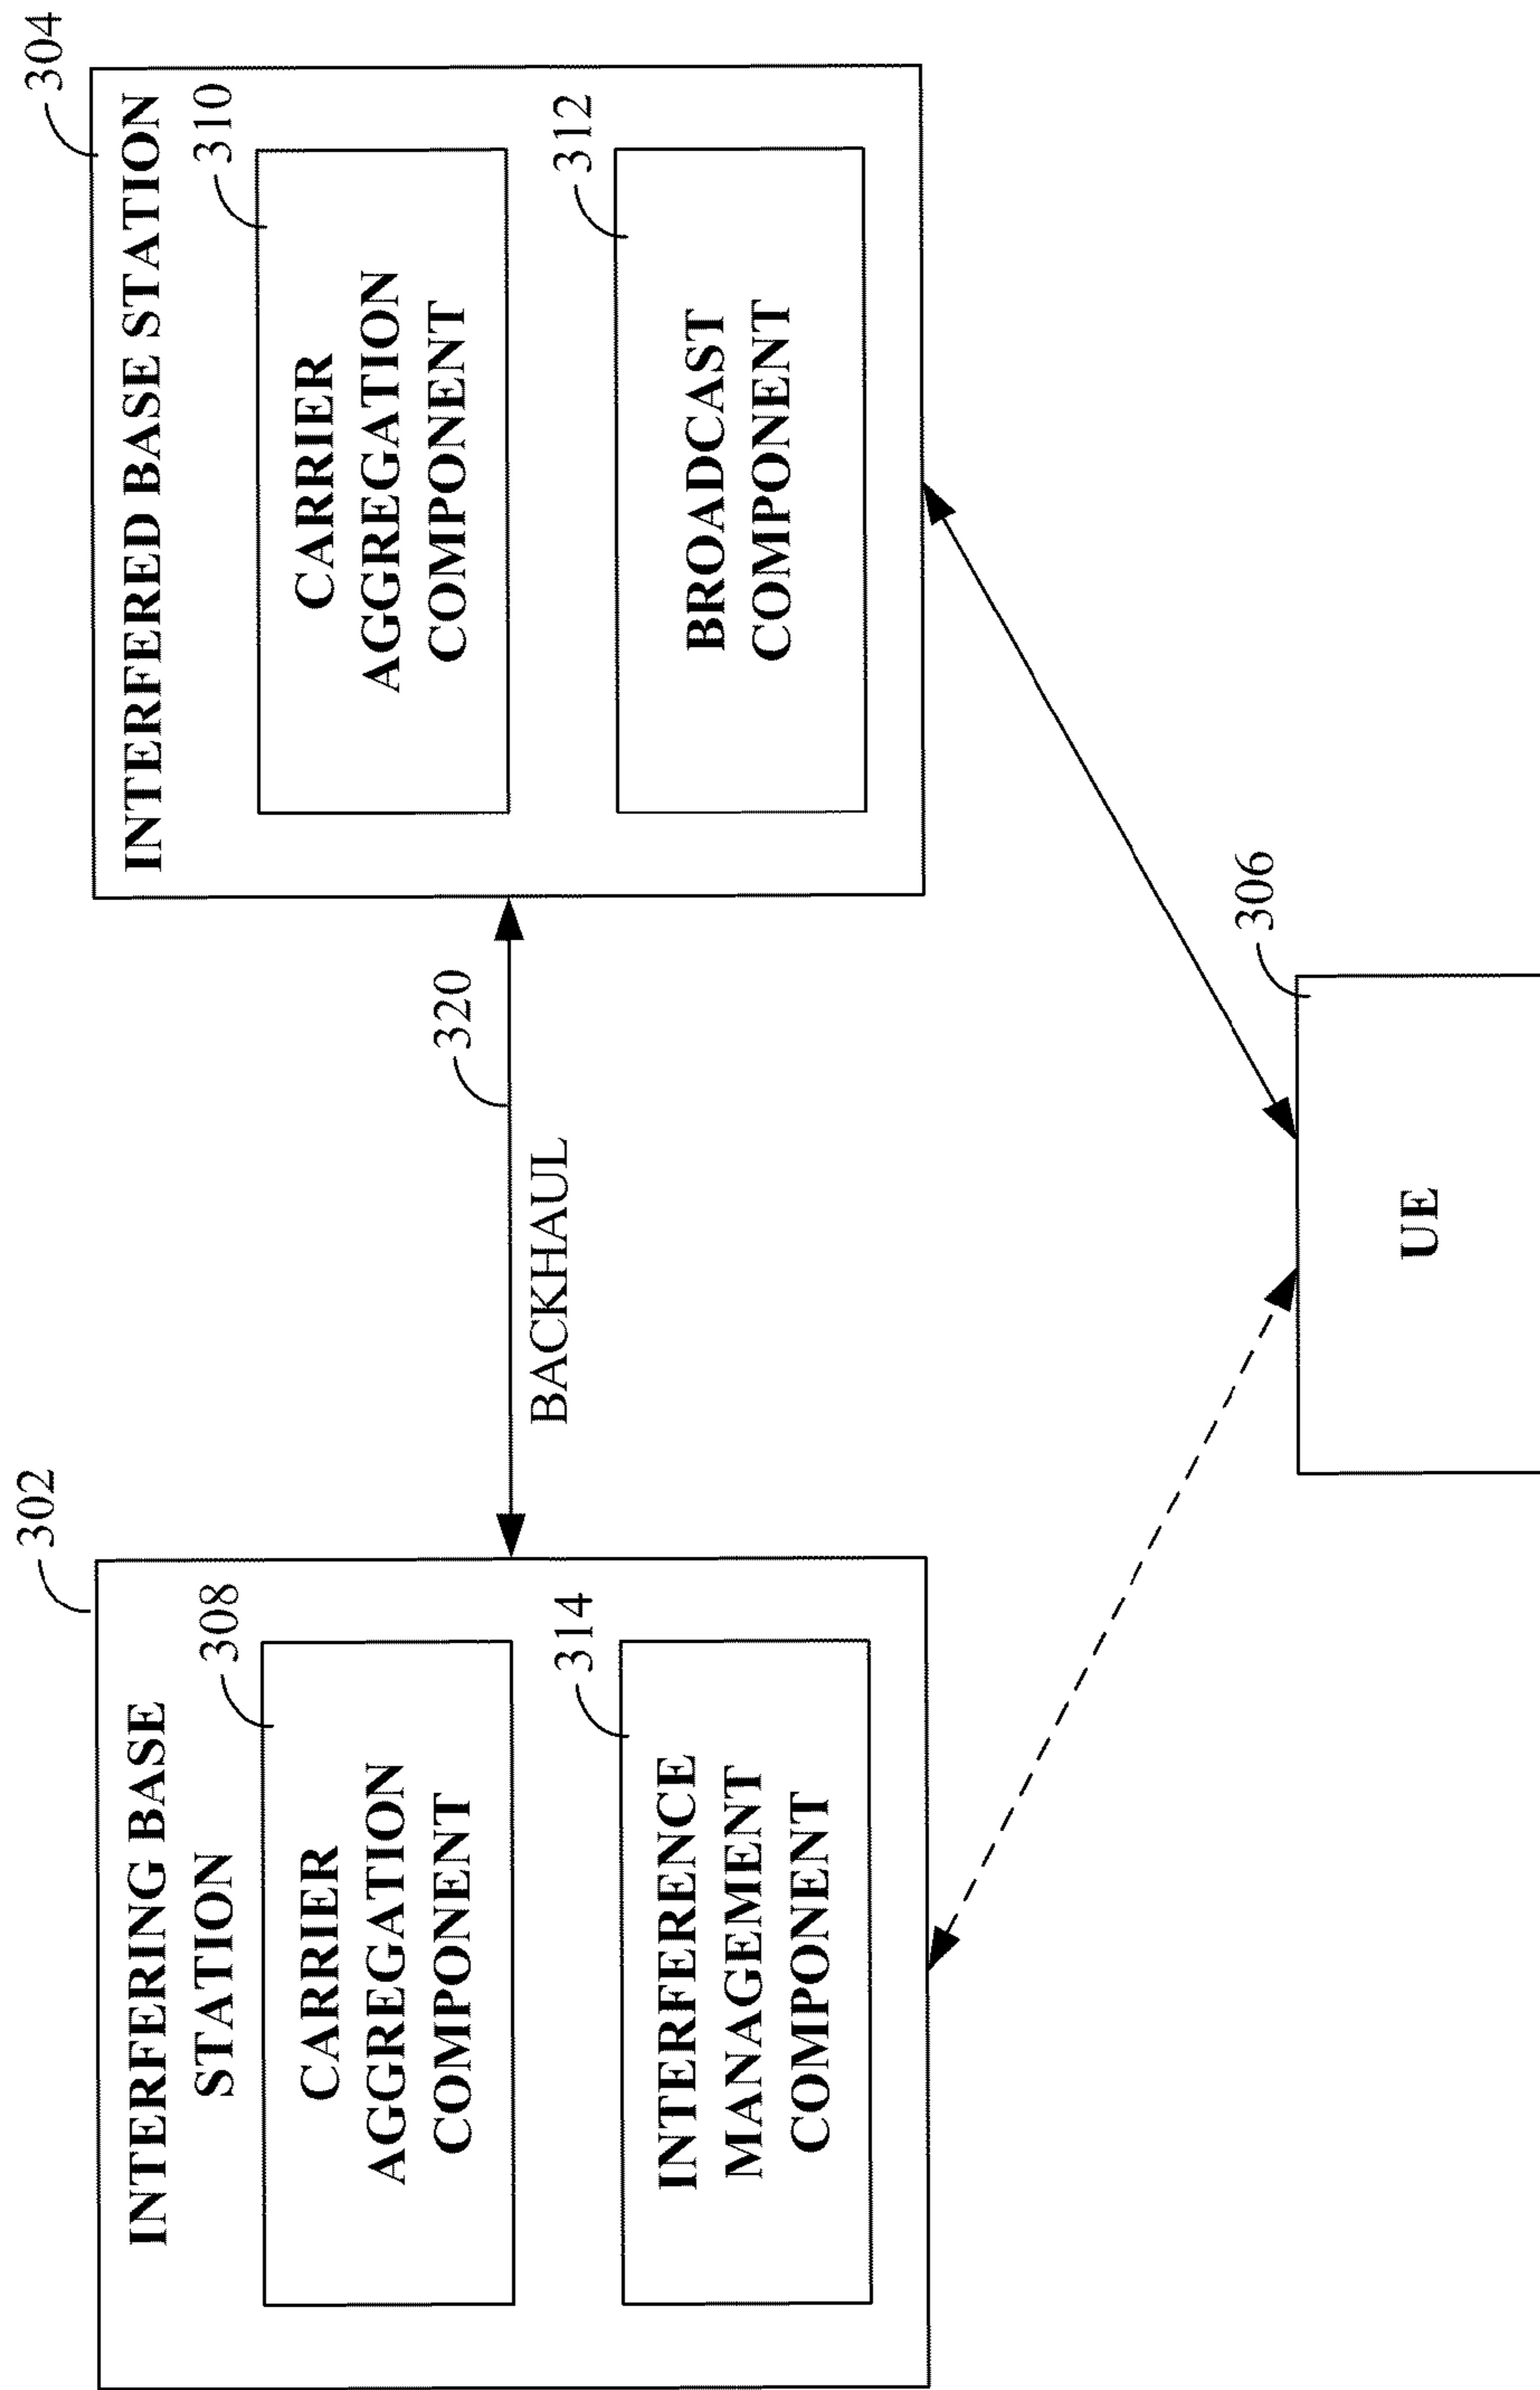 302
INTERFERING BASE
STATION
308
CARRIER
AGGREGATION
COMPONENT
314
INTERFERENCE
MANAGEMENT
COMPONENT
320
BACKHAUL
304
INTERFERED BASE STATION
310
CARRIER
AGGREGATION
COMPONENT
312
BROADCAST
COMPONENT
306
UE